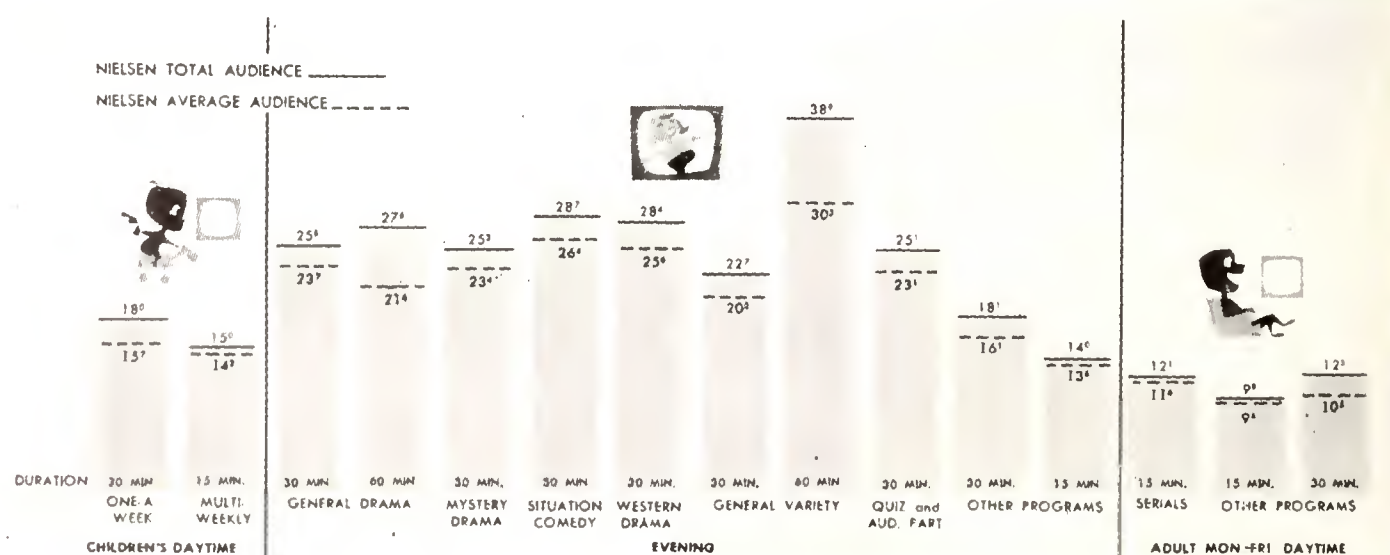 NIELSEN TOTAL AUDIENCE
NIELSEN AVERAGE AUDIENCE
18⁰ 15⁰ 25⁸ 27⁶ 25³ 28⁷ 28⁴ 22⁷ 38⁹ 25¹ 18¹ 14⁰ 12¹ 9⁸ 12³
15⁷ 14² 23⁷ 21⁶ 23⁴ 26⁴ 25⁶ 20⁵ 30³ 23¹ 16¹ 13⁶ 11⁴ 9⁴ 10⁵
DURATION 30 MIN 15 MIN. 30 MIN 60 MIN 30 MIN. 30 MIN 30 MIN. 30 MIN. 60 MIN 30 MIN. 30 MIN. 15 MIN 15 MIN. 15 MIN. 30 MIN.
ONE-A MULTI- GENERAL DRAMA MYSTERY SITUATION WESTERN GENERAL VARIETY QUIZ and OTHER PROGRAMS SERIALS OTHER PROGRAMS
WEEK WEEKLY DRAMA COMEDY DRAMA AUD. PART
CHILDREN'S DAYTIME EVENING ADULT MON-FRI DAYTIME